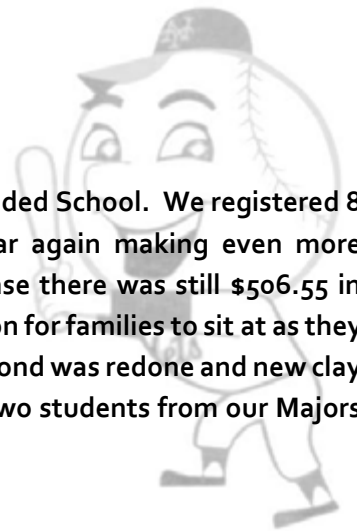 ded School. We registered 8
ar again making even more
se there was still $506.55 in
on for families to sit at as they
ond was redone and new clay
wo students from our Majors